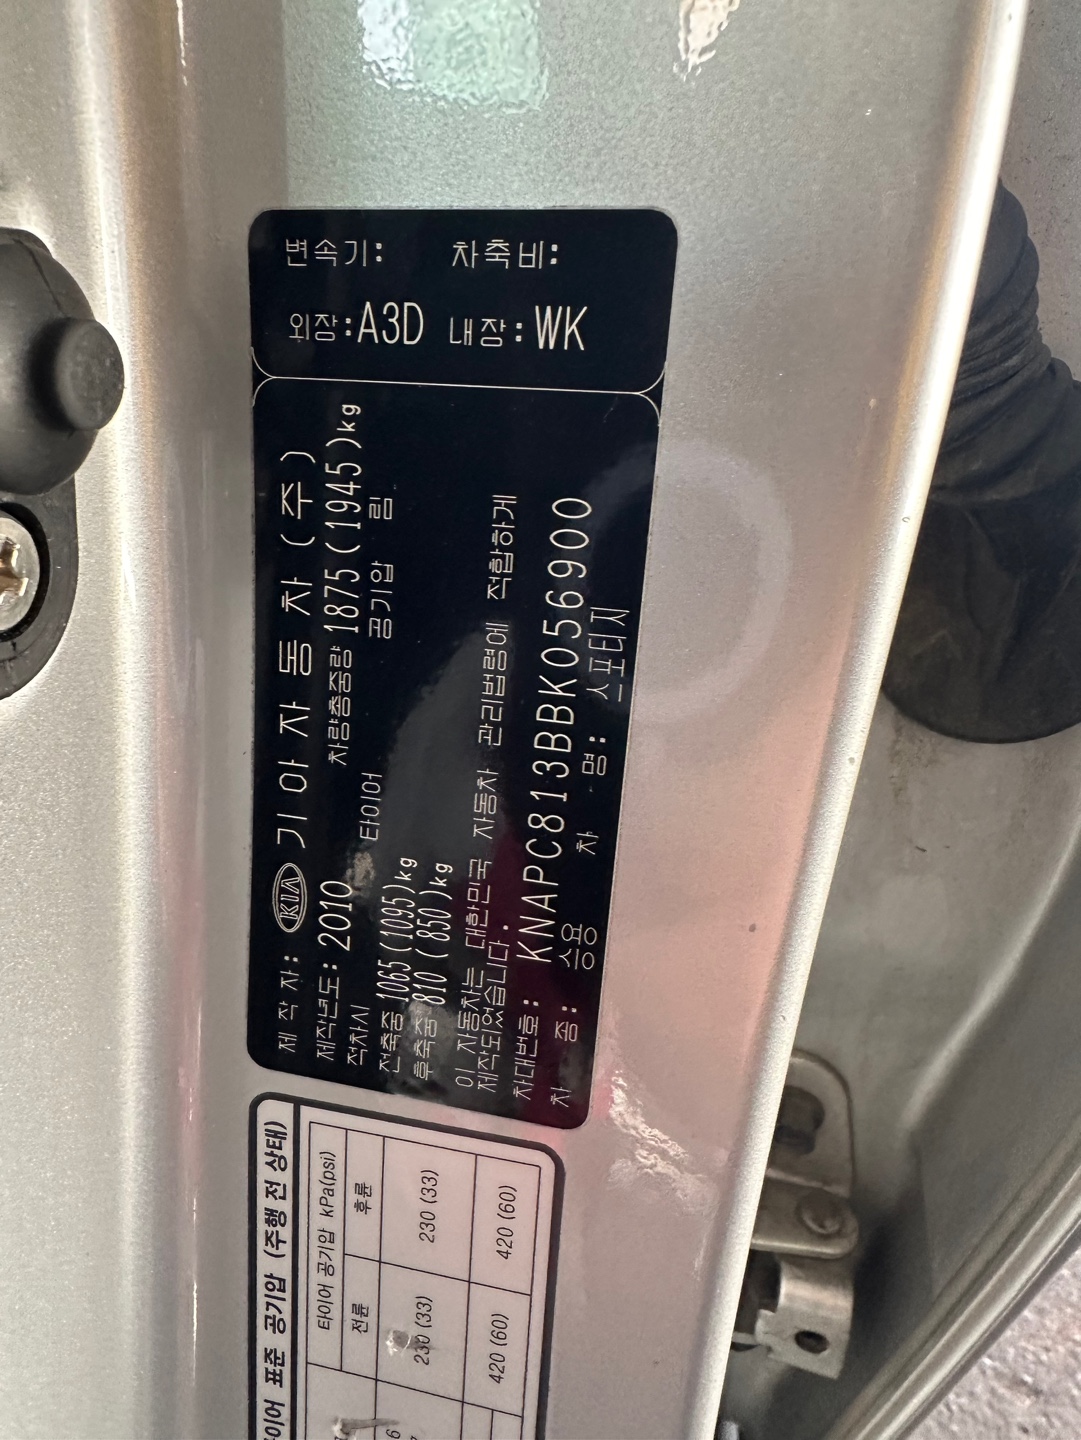 변속기: 차축비:
외장:A3D 내장:WK
제작자: KIA 기아자동차(주)
제작년도:2010 차량총중량 1875(1945)kg
적차시 타이어 공기압 림
전축중 1065(1095)kg
후축중 810 (850)kg
이 자동차는 대한민국 자동차 관리법령에 적합하게
제작되었습니다.
차대번호: KNAPC813BBK056900
차 종: 승용 차 명: 스포티지
이어 표준 공기압 (주행 전 상태)
타이어 공기압 kPa(psi)
전륜 후륜
230 (33) 230 (33)
420 (60) 420 (60)